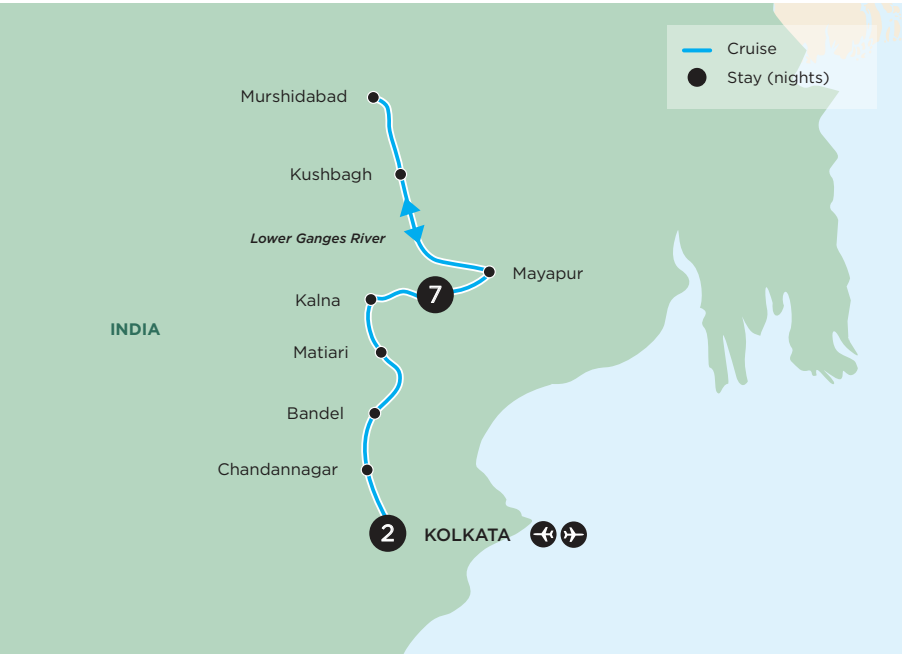 Cruise
Stay (nights)
Murshidabad
Kushbagh
Lower Ganges River
Mayapur
7
Kalna
INDIA
Matiari
Bandel
Chandannagar
2 KOLKATA